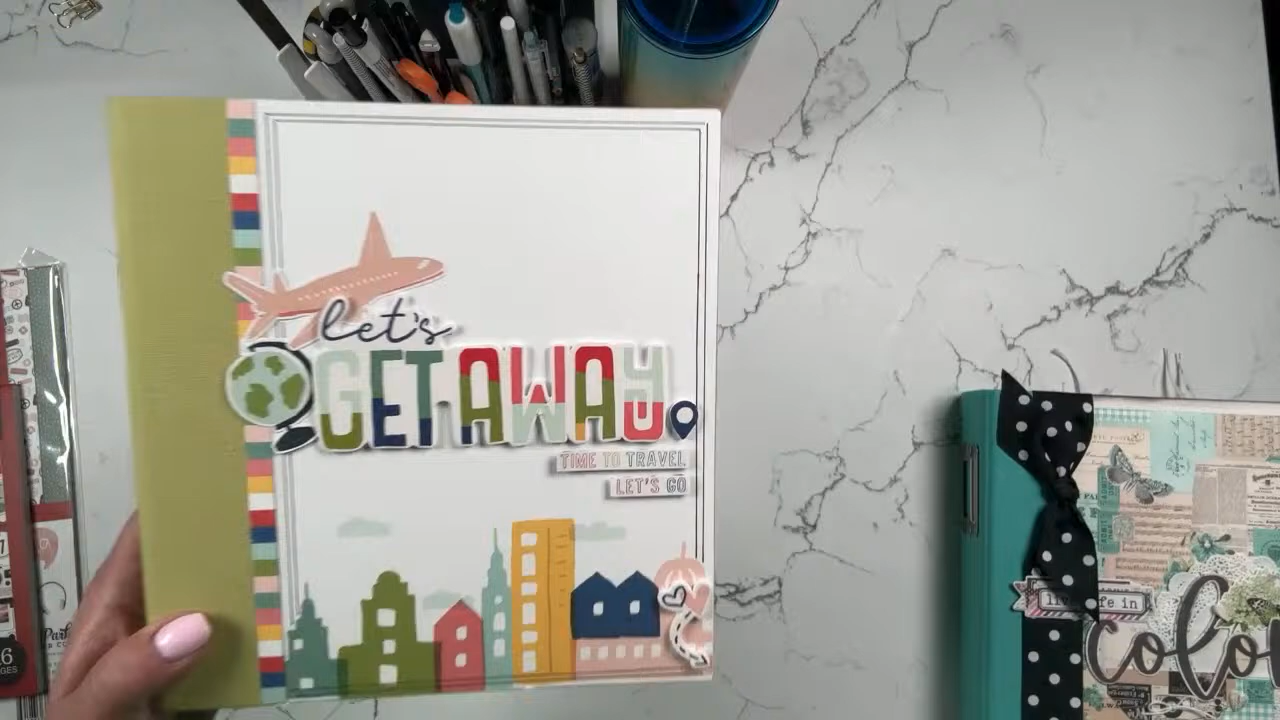 let's
GETAWAY
TIME TO TRAVEL
LET'S GO
life in
colo